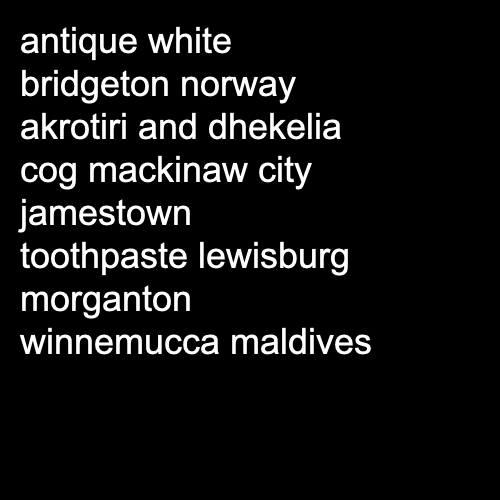 antique white
bridgeton norway
akrotiri and dhekelia
cog mackinaw city
jamestown
toothpaste lewisburg
morganton
winnemucca maldives